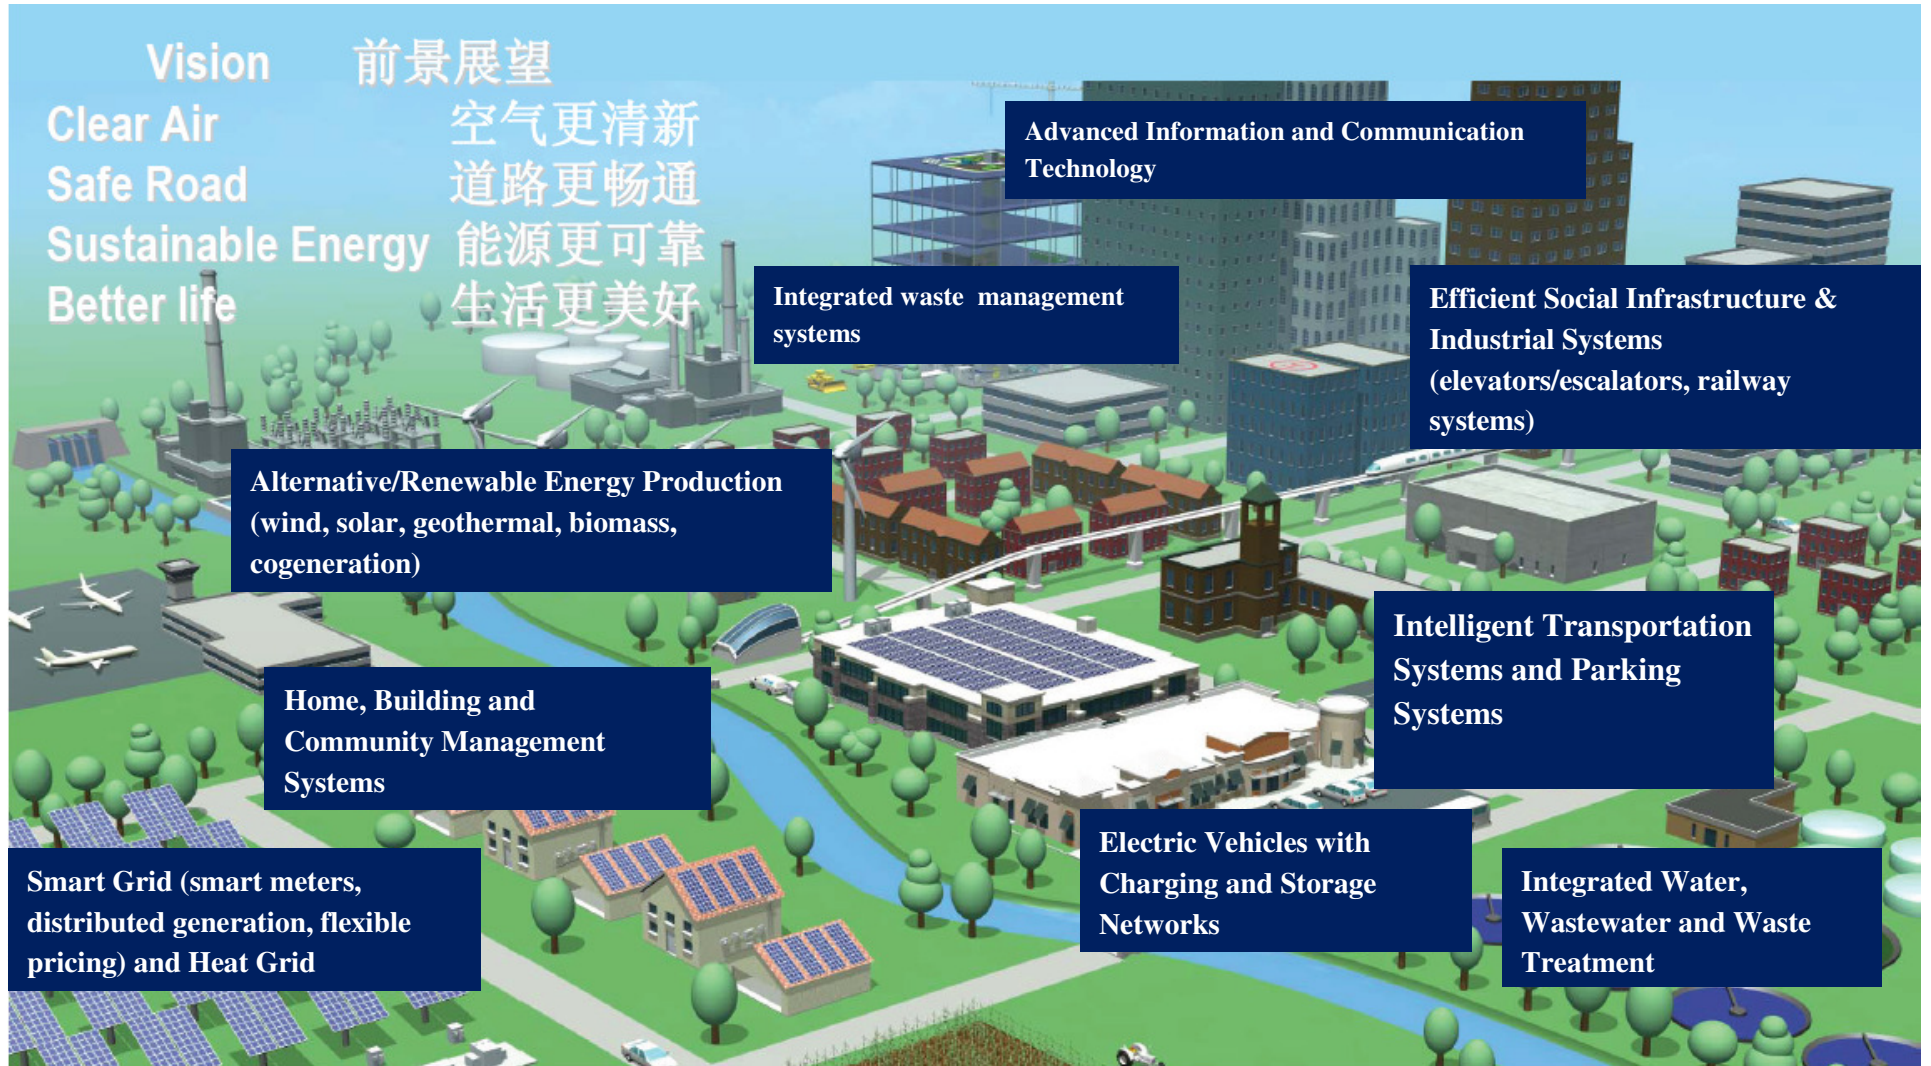 Vision 前景展望
Clear Air 空气更清新
Safe Road 道路更畅通
Sustainable Energy 能源更可靠
Better life 生活更美好
Advanced Information and Communication
Technology
Integrated waste management
systems
Efficient Social Infrastructure &
Industrial Systems
(elevators/escalators, railway
systems)
Alternative/Renewable Energy Production
(wind, solar, geothermal, biomass,
cogeneration)
Intelligent Transportation
Systems and Parking
Systems
Home, Building and
Community Management
Systems
Electric Vehicles with
Charging and Storage
Networks
Smart Grid (smart meters,
distributed generation, flexible
pricing) and Heat Grid
Integrated Water,
Wastewater and Waste
Treatment